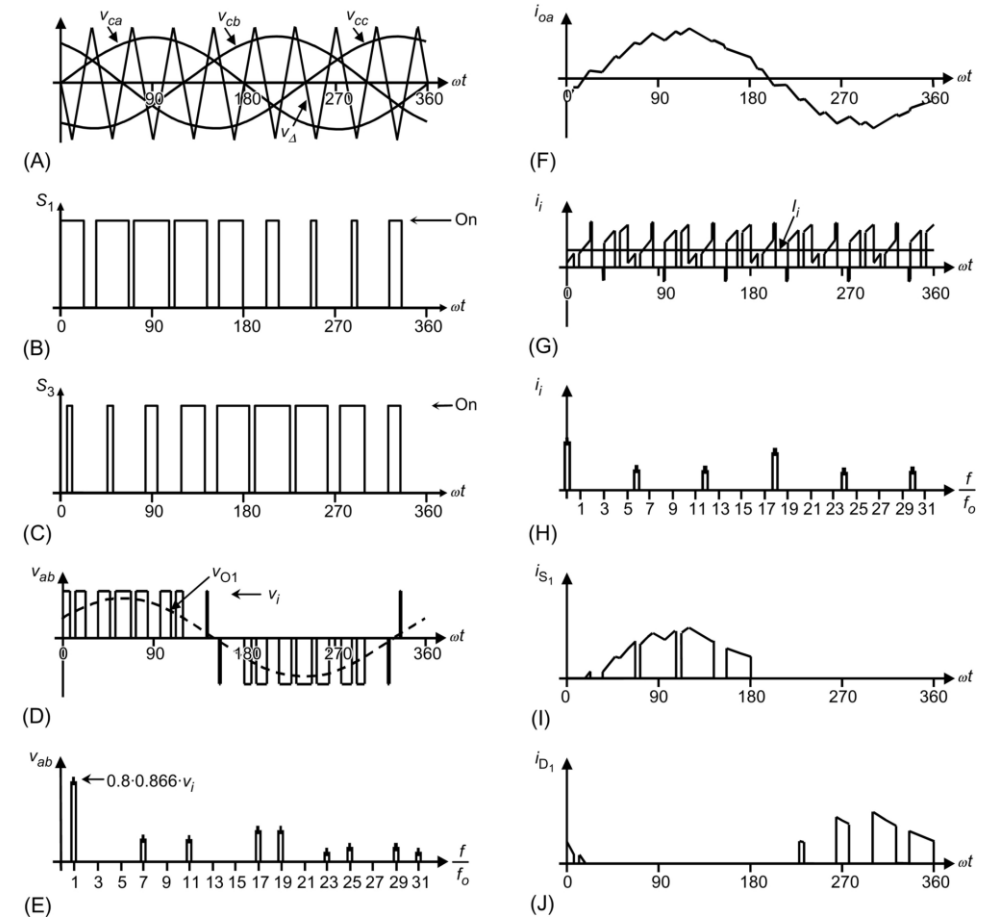 v_ca v_cb v_cc
ωt
90 180 270 360
v_Δ
(A)
S_1
On
ωt
0 90 180 270 360
(B)
S_3
On
ωt
0 90 180 270 360
(C)
v_ab
v_O1
v_i
ωt
0 90 180 270 360
(D)
v_ab
0.8·0.866·v_i
f/f_o
1 3 5 7 9 11 13 15 17 19 21 23 25 27 29 31
(E)
i_oa
ωt
0 90 180 270 360
(F)
i_i
I_i
ωt
0 90 180 270 360
(G)
i_i
f/f_o
1 3 5 7 9 11 13 15 17 19 21 23 25 27 29 31
(H)
i_S1
ωt
0 90 180 270 360
(I)
i_D1
ωt
0 90 180 270 360
(J)